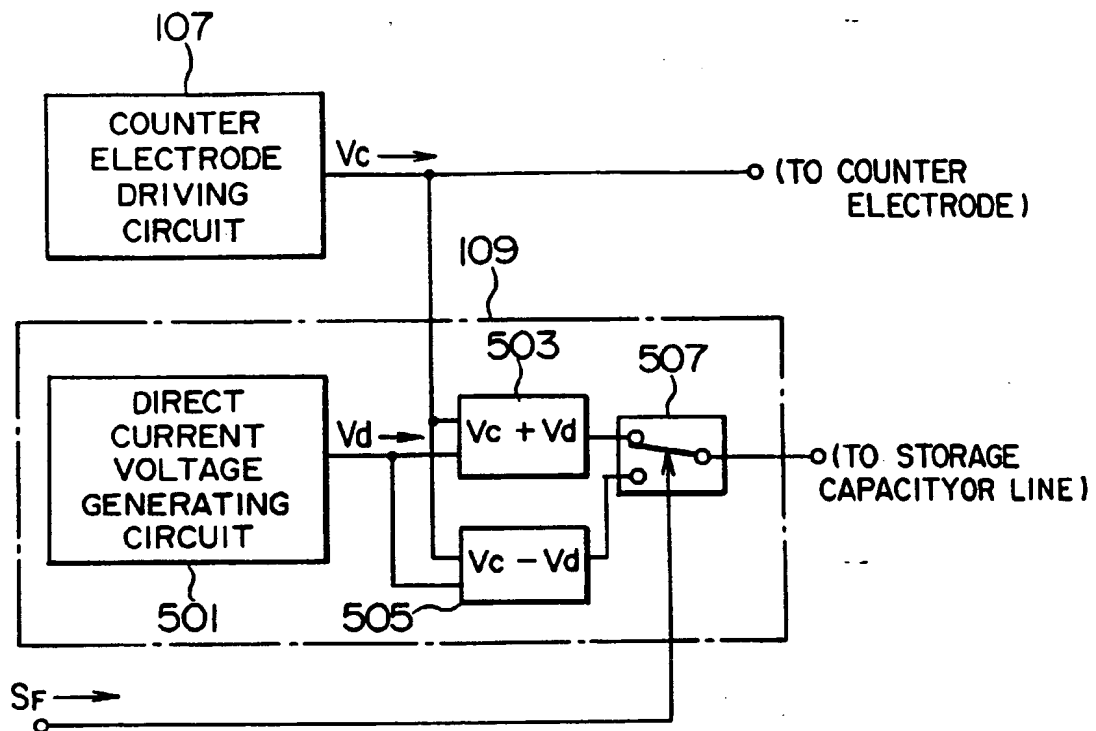 107
COUNTER
ELECTRODE
DRIVING
CIRCUIT
Vc
(TO COUNTER
ELECTRODE)
109
DIRECT
CURRENT
VOLTAGE
GENERATING
CIRCUIT
501
Vd
503
Vc + Vd
507
(TO STORAGE
CAPACITYOR LINE)
Vc - Vd
505
SF